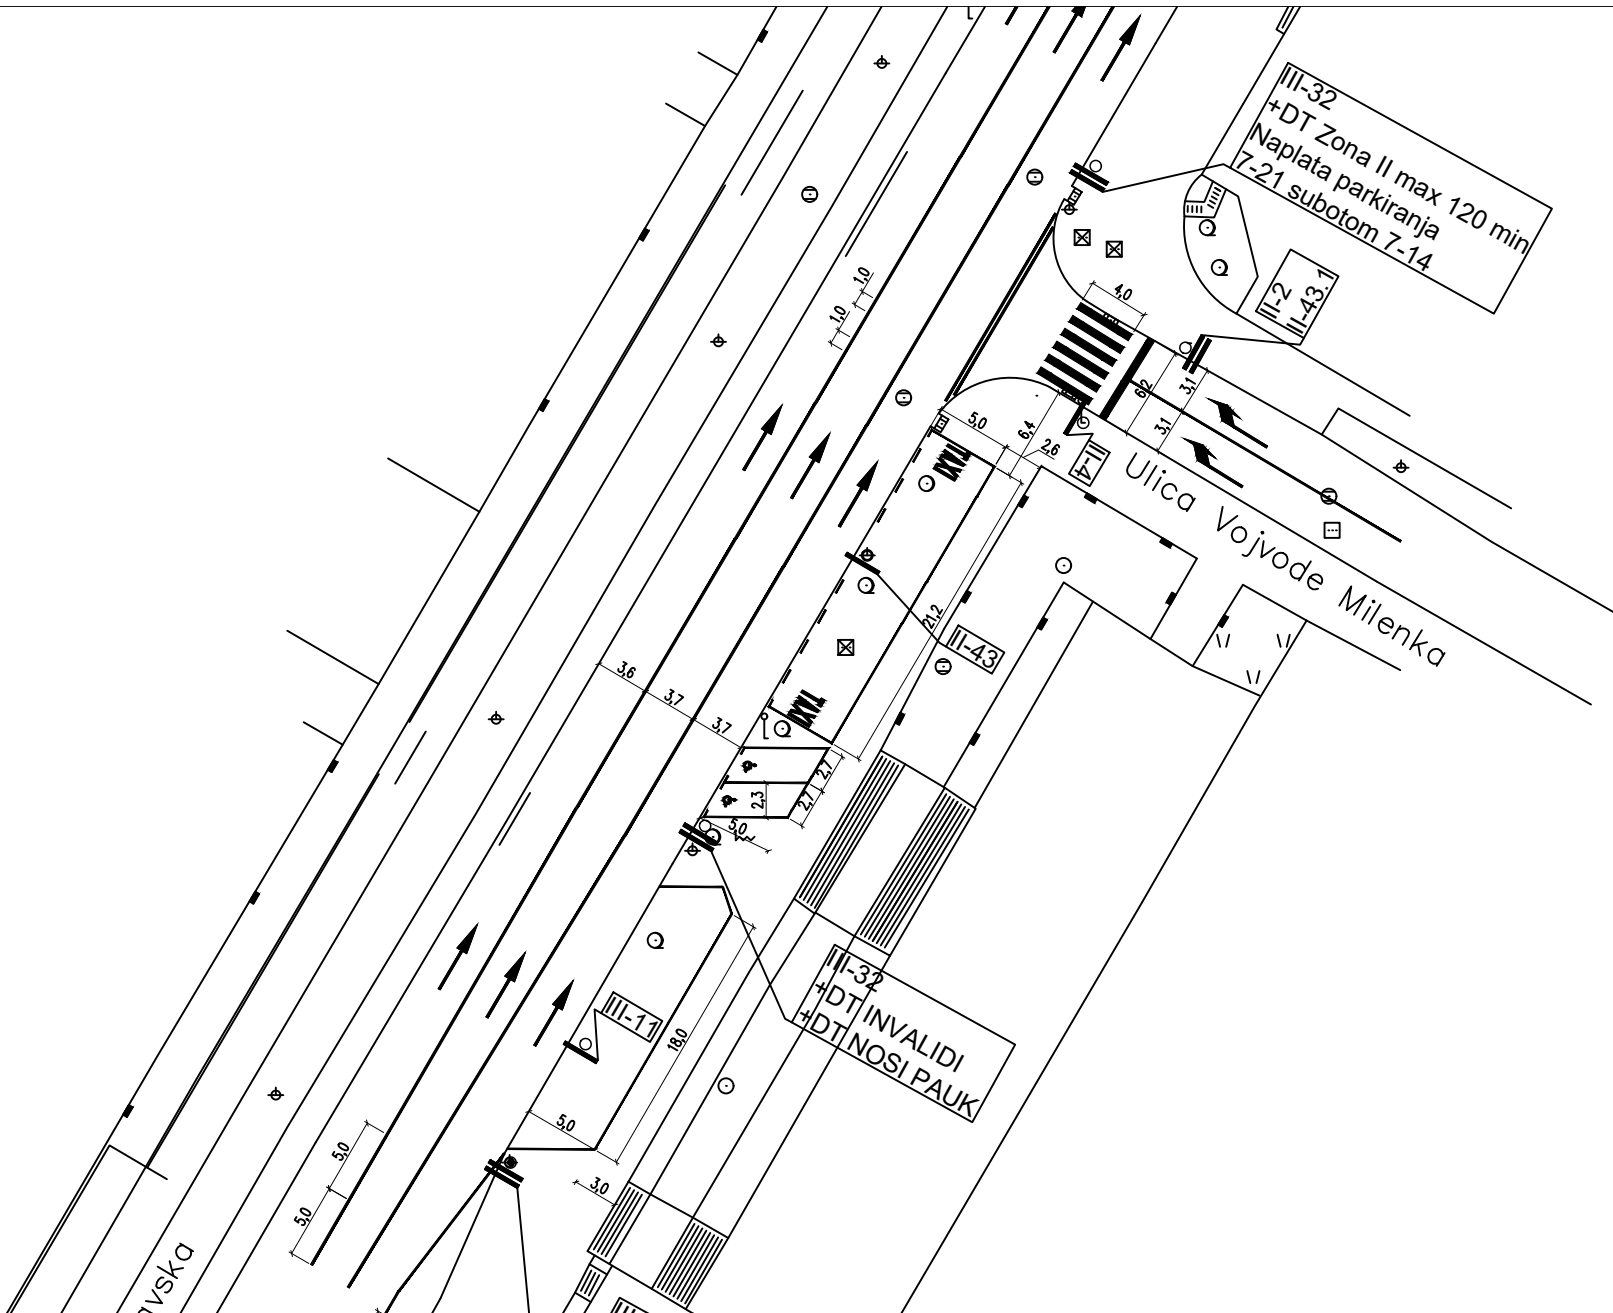 III-32
+DT Zona II max 120 min
Naplata parkiranja
7-21 subotom 7-14
II-2
II-43.1
4,0
1,0
1,0
6,2
3,1
3,1
5,0
6,4
2,6
II-4
TAXI
Ulica Vojvode Milenka
21,2
II-43
3,6
3,7
3,7
TAXI
2,7
2,7
2,3
5,0
III-32
+DT INVALIDI
+DT NOSI PAUK
III-11
18,0
5,0
5,0
5,0
3,0
avska